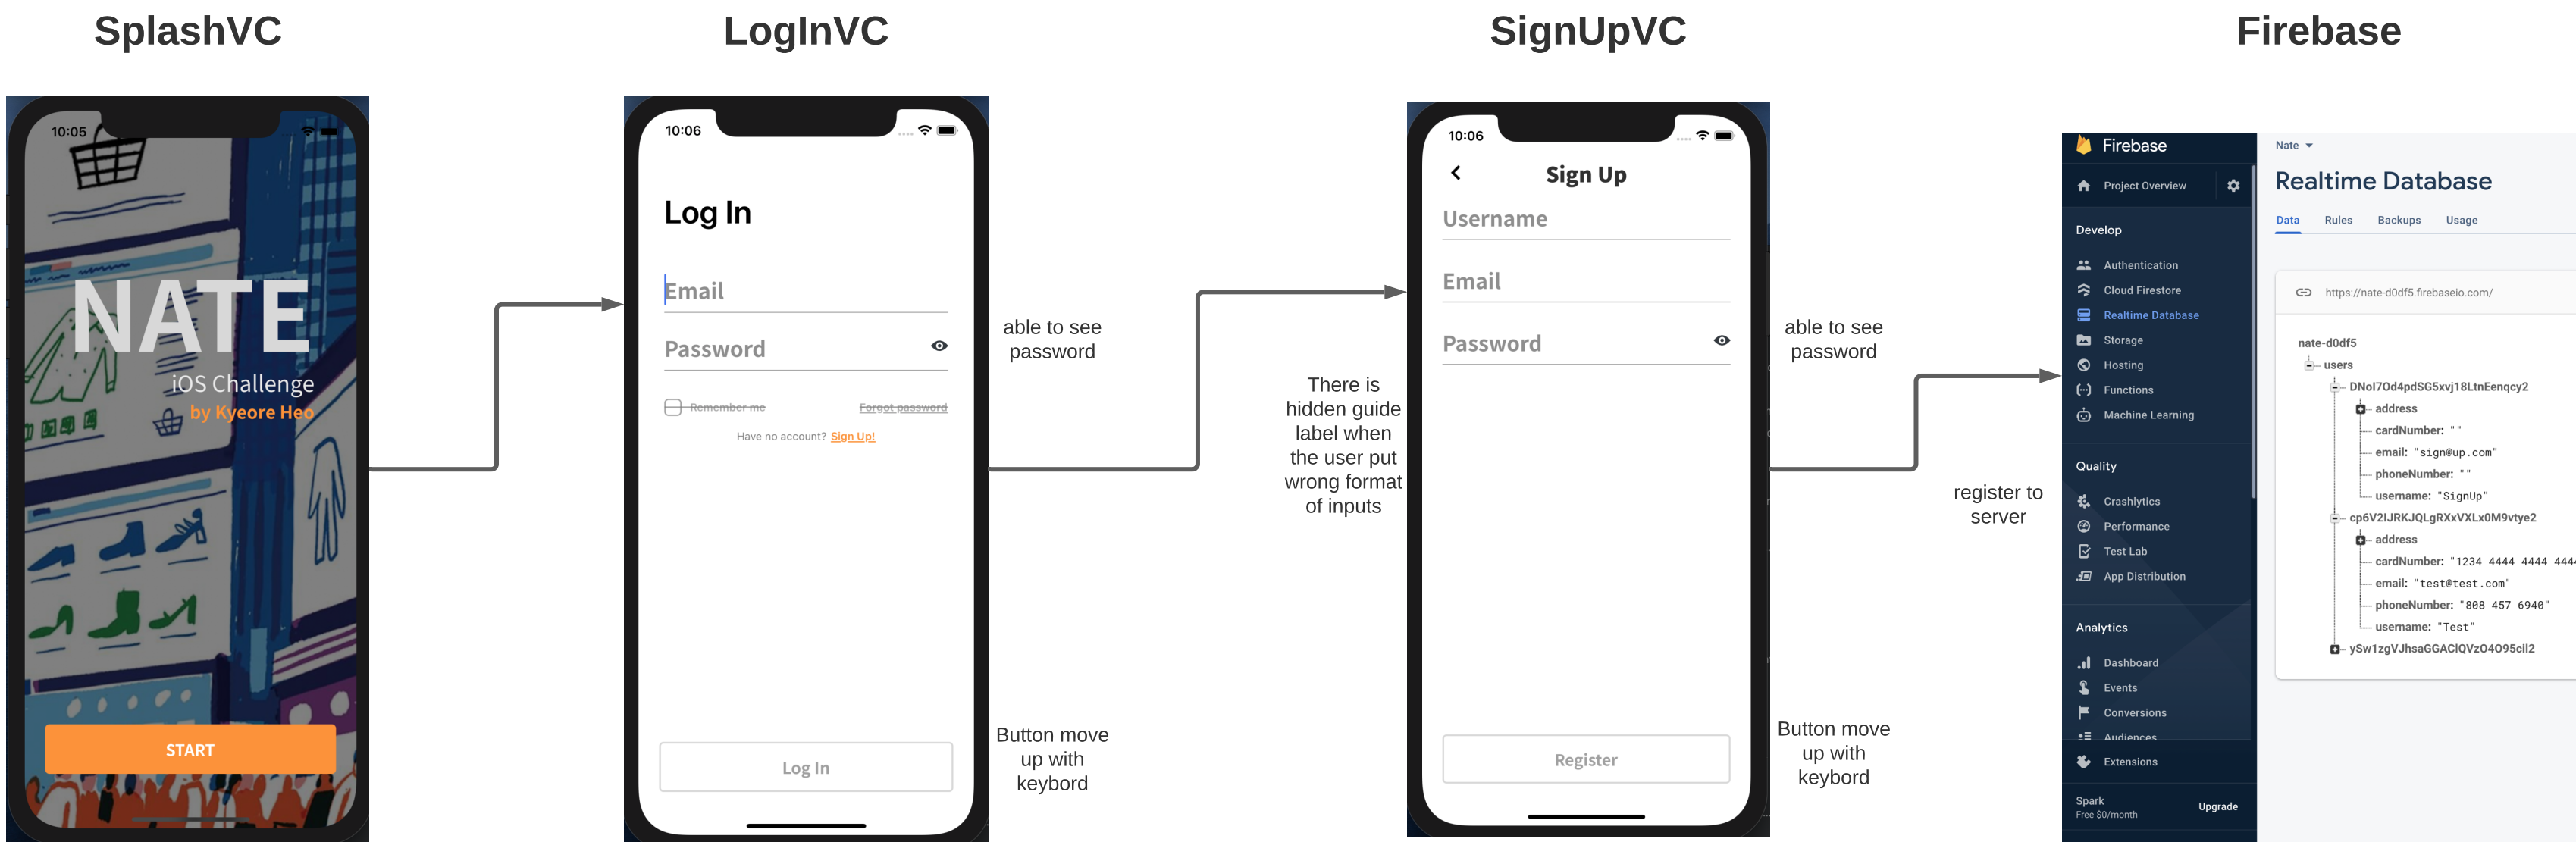 SplashVC
LogInVC
SignUpVC
Firebase
10:05
NATE
iOS Challenge
by Kyeore Heo
START
10:06
Log In
Email
Password
Remember me
Forgot password
Have no account? Sign Up!
Log In
able to see
password
Button move
up with
keybord
There is
hidden guide
label when
the user put
wrong format
of inputs
10:06
Sign Up
Username
Email
Password
Register
able to see
password
Button move
up with
keybord
register to
server
Firebase
Project Overview
Develop
Authentication
Cloud Firestore
Realtime Database
Storage
Hosting
Functions
Machine Learning
Quality
Crashlytics
Performance
Test Lab
App Distribution
Analytics
Dashboard
Events
Conversions
Audiences
Extensions
Spark
Free $0/month
Upgrade
Nate
Realtime Database
Data Rules Backups Usage
https://nate-d0df5.firebaseio.com/
nate-d0df5
users
DNoI7Od4pdSG5xvj18LtnEenqcy2
address
cardNumber: ""
email: "sign@up.com"
phoneNumber: ""
username: "SignUp"
cp6V2IJRKJQLgRXxVXLx0M9vtye2
address
cardNumber: "1234 4444 4444 4444
email: "test@test.com"
phoneNumber: "808 457 6940"
username: "Test"
ySw1zgVJhsaGGAClQVzO4O95cil2